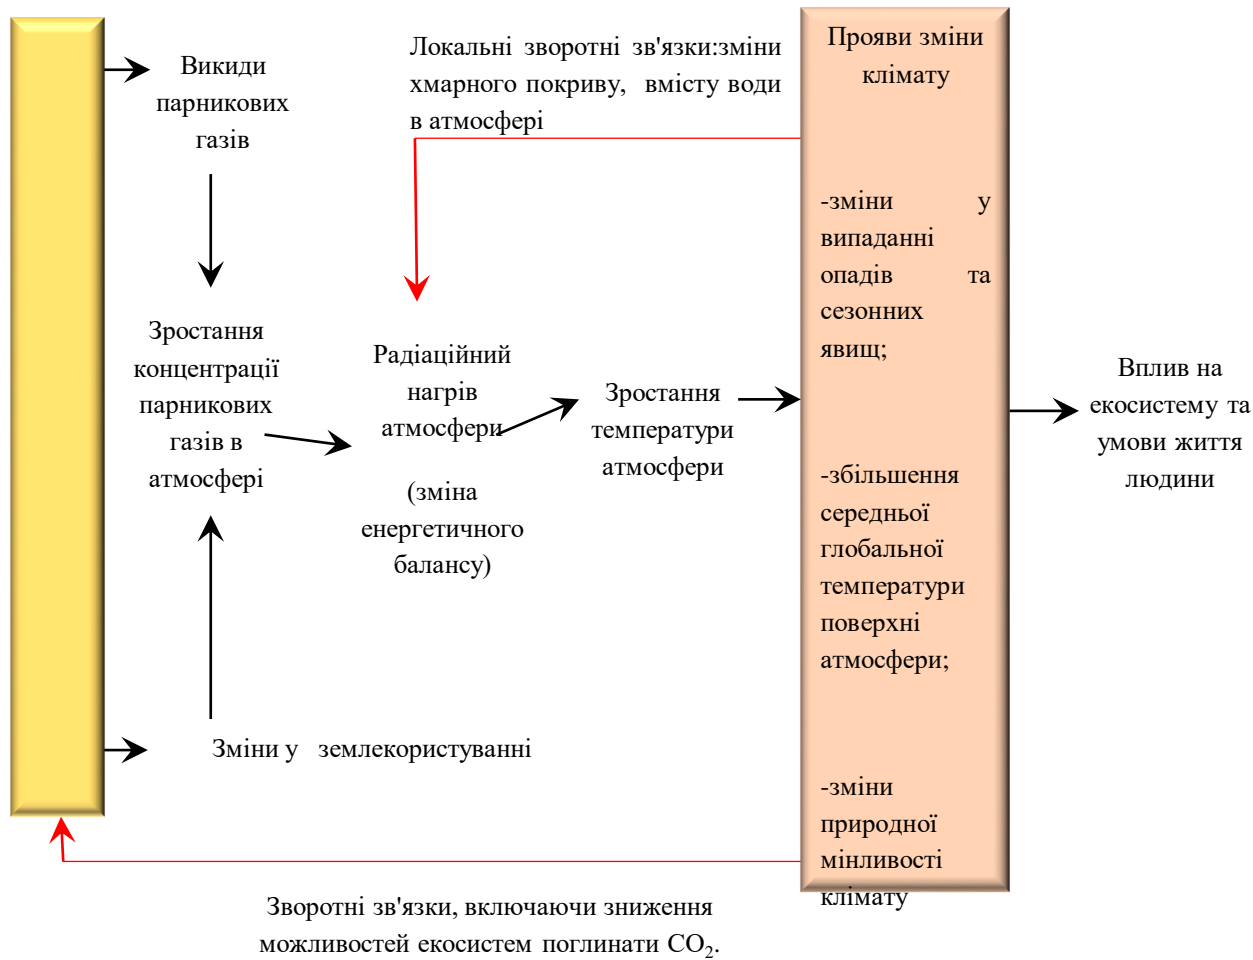 Викиди
парникових
газів
Локальні зворотні зв'язки:зміни
хмарного покриву, вмісту води
в атмосфері
Зростання
концентрації
парникових
газів в
атмосфері
Радіаційний
нагрів
атмосфери
(зміна
енергетичного
балансу)
Зростання
температури
атмосфери
Зміни у землекористуванні
Прояви зміни
клімату
-зміни у
випаданні
опадів та
сезонних
явищ;
-збільшення
середньої
глобальної
температури
поверхні
атмосфери;
-зміни
природної
мінливості
клімату
Вплив на
екосистему та
умови життя
людини
Зворотні зв'язки, включаючи зниження
можливостей екосистем поглинати CO₂.